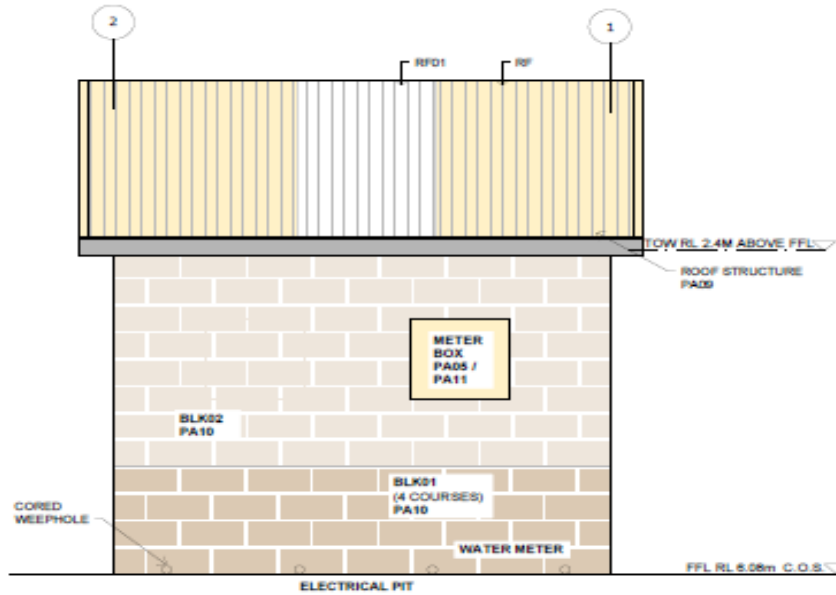 2
1
RF01
RF
TOW RL 2.4M ABOVE FFL
ROOF STRUCTURE
PA09
METER
BOX
PA05 /
PA11
BLK02
PA10
BLK01
(4 COURSES)
PA10
CORED
WEEPHOLE
WATER METER
FFL RL 6.08m C.O.S.
ELECTRICAL PIT